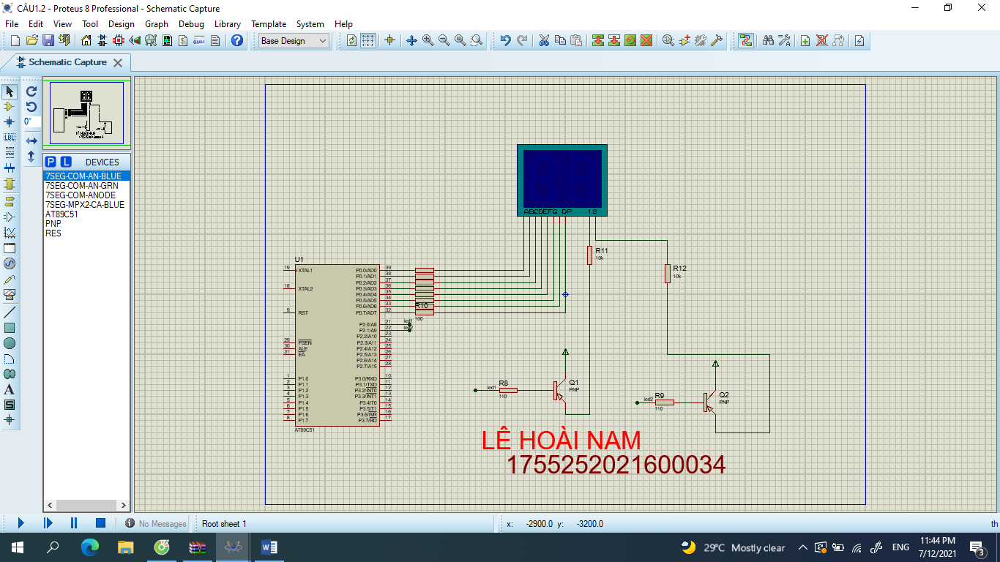 CÂU1.2 - Proteus 8 Professional - Schematic Capture
File Edit View Tool Design Graph Debug Library Template System Help
Base Design
Schematic Capture
0°
P L DEVICES
7SEG-COM-AN-BLUE
7SEG-COM-AN-GRN
7SEG-COM-ANODE
7SEG-MPX2-CA-BLUE
AT89C51
PNP
RES
ABCDEFG DP 12
R11
10k
R12
10k
U1
19 XTAL1 P0.0/AD0 39
P0.1/AD1 38
P0.2/AD2 37
18 XTAL2 P0.3/AD3 36
P0.4/AD4 35
P0.5/AD5 34
P0.6/AD6 33
9 RST P0.7/AD7 32
R10
100
P2.0/A8 21 led1
P2.1/A9 22
P2.2/A10 23
29 PSEN P2.3/A11 24
30 ALE P2.4/A12 25
31 EA P2.5/A13 26
P2.6/A14 27
P2.7/A15 28
1 P1.0 P3.0/RXD 10
2 P1.1 P3.1/TXD 11
3 P1.2 P3.2/INT0 12
4 P1.3 P3.3/INT1 13
5 P1.4 P3.4/T0 14
6 P1.5 P3.5/T1 15
7 P1.6 P3.6/WR 16
8 P1.7 P3.7/RD 17
AT89C51
led1 R8
110
Q1
PNP
led2 R9
110
Q2
PNP
LÊ HOÀI NAM
1755252021600034
No Messages Root sheet 1 x: -2900.0 y: -3200.0 th
29°C Mostly clear ENG 11:44 PM
7/12/2021
3